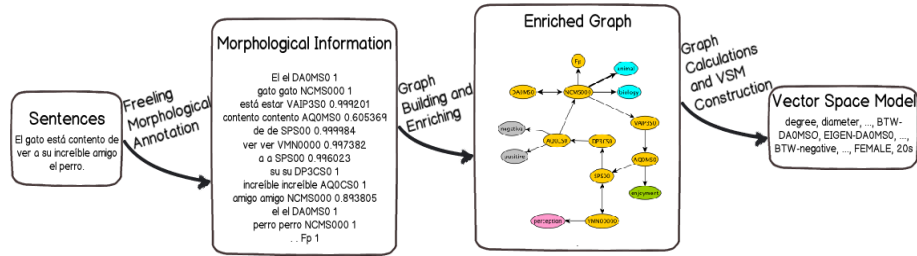 Sentences
El gato está contento de
ver a su increíble amigo
el perro.
Freeling
Morphological
Annotation
Morphological Information
El el DA0MS0 1
gato gato NCMS000 1
está estar VAIP3S0 0.999201
contento contento AQ0MS0 0.605369
de de SPS00 0.999984
ver ver VMN0000 0.997382
a a SPS00 0.996023
su su DP3CS0 1
increíble increíble AQ0CS0 1
amigo amigo NCMS000 0.893805
el el DA0MS0 1
perro perro NCMS000 1
. . Fp 1
Graph
Building and
Enriching
Enriched Graph
Fp
animal
DA0MS0
NCMS000
biology
negative
VAIP3S0
AQ0CS0
DP3CS0
positive
AQ0MS0
SPS00
enjoyment
perception
VMN0000
Graph
Calculations
and VSM
Construction
Vector Space Model
degree, diameter, ..., BTW-
DA0MSO, EIGEN-DA0MS0, ...,
BTW-negative, ..., FEMALE, 20s